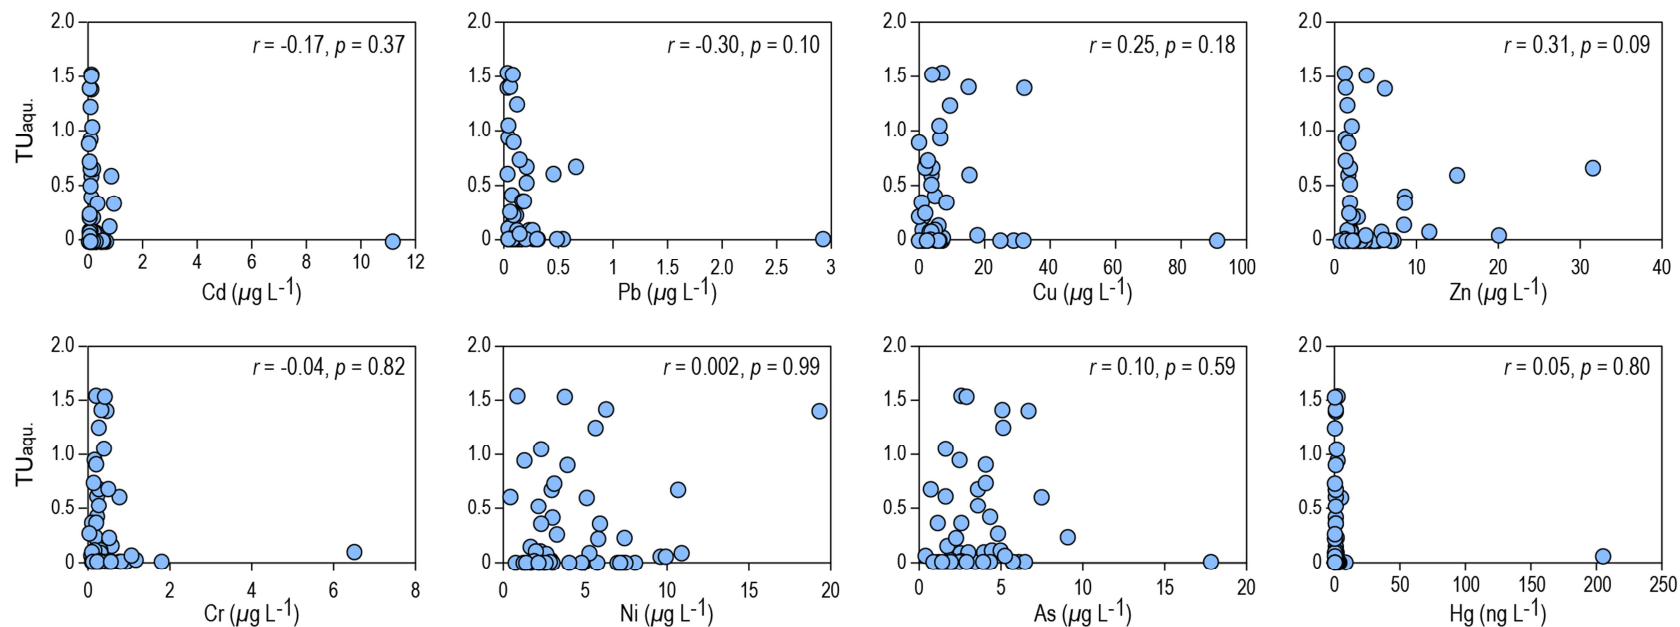 2.0 2.0 2.0 2.0
r = -0.17, p = 0.37 r = -0.30, p = 0.10 r = 0.25, p = 0.18 r = 0.31, p = 0.09
1.5 1.5 1.5 1.5
TUaqu.
1.0 1.0 1.0 1.0
0.5 0.5 0.5 0.5
0 0 0 0
0 2 4 6 8 10 12 0 0.5 1 1.5 2.0 2.5 3 0 20 40 60 80 100 0 10 20 30 40
Cd (µg L-1) Pb (µg L-1) Cu (µg L-1) Zn (µg L-1)
2.0 2.0 2.0 2.0
r = -0.04, p = 0.82 r = 0.002, p = 0.99 r = 0.10, p = 0.59 r = 0.05, p = 0.80
1.5 1.5 1.5 1.5
TUaqu.
1.0 1.0 1.0 1.0
0.5 0.5 0.5 0.5
0 0 0 0
0 2 4 6 8 0 5 10 15 20 0 5 10 15 20 0 50 100 150 200 250
Cr (µg L-1) Ni (µg L-1) As (µg L-1) Hg (ng L-1)